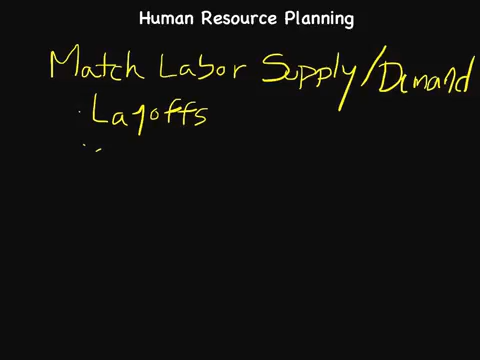 Human Resource Planning
Match Labor Supply/Demand
· Layoffs